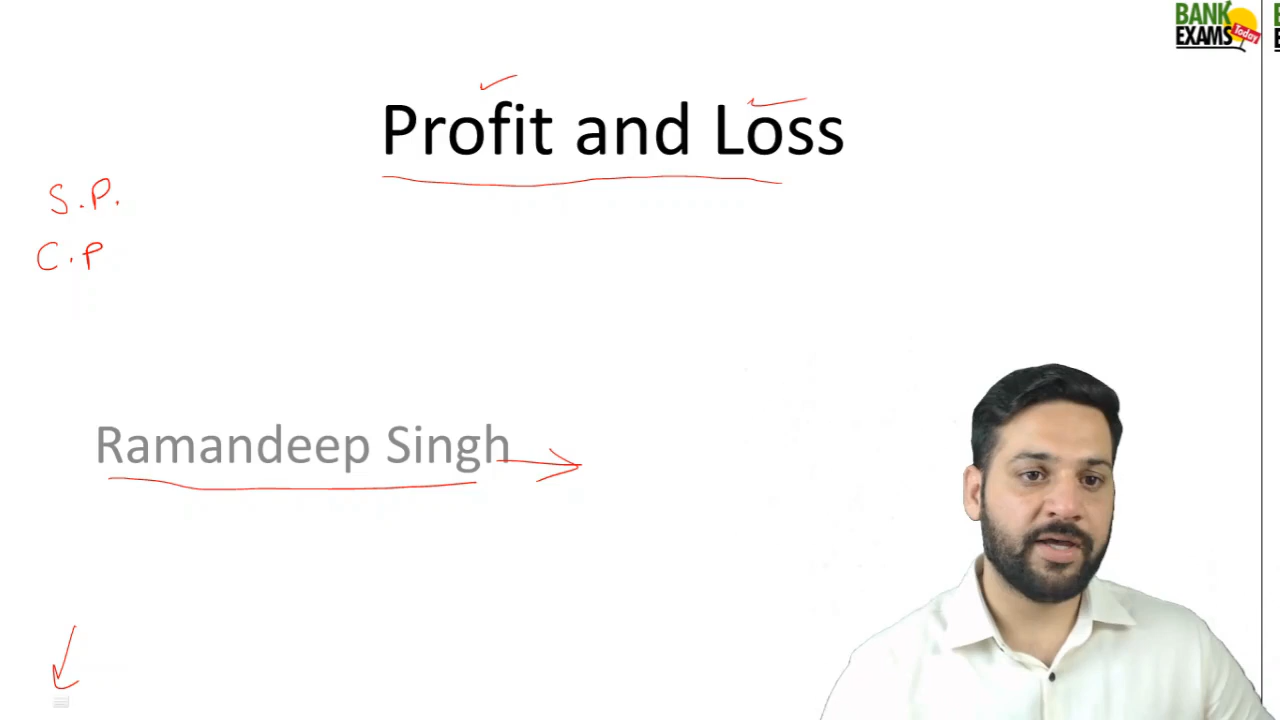 BANK
EXAMS Today
Profit and Loss
S.P.
C.P
Ramandeep Singh